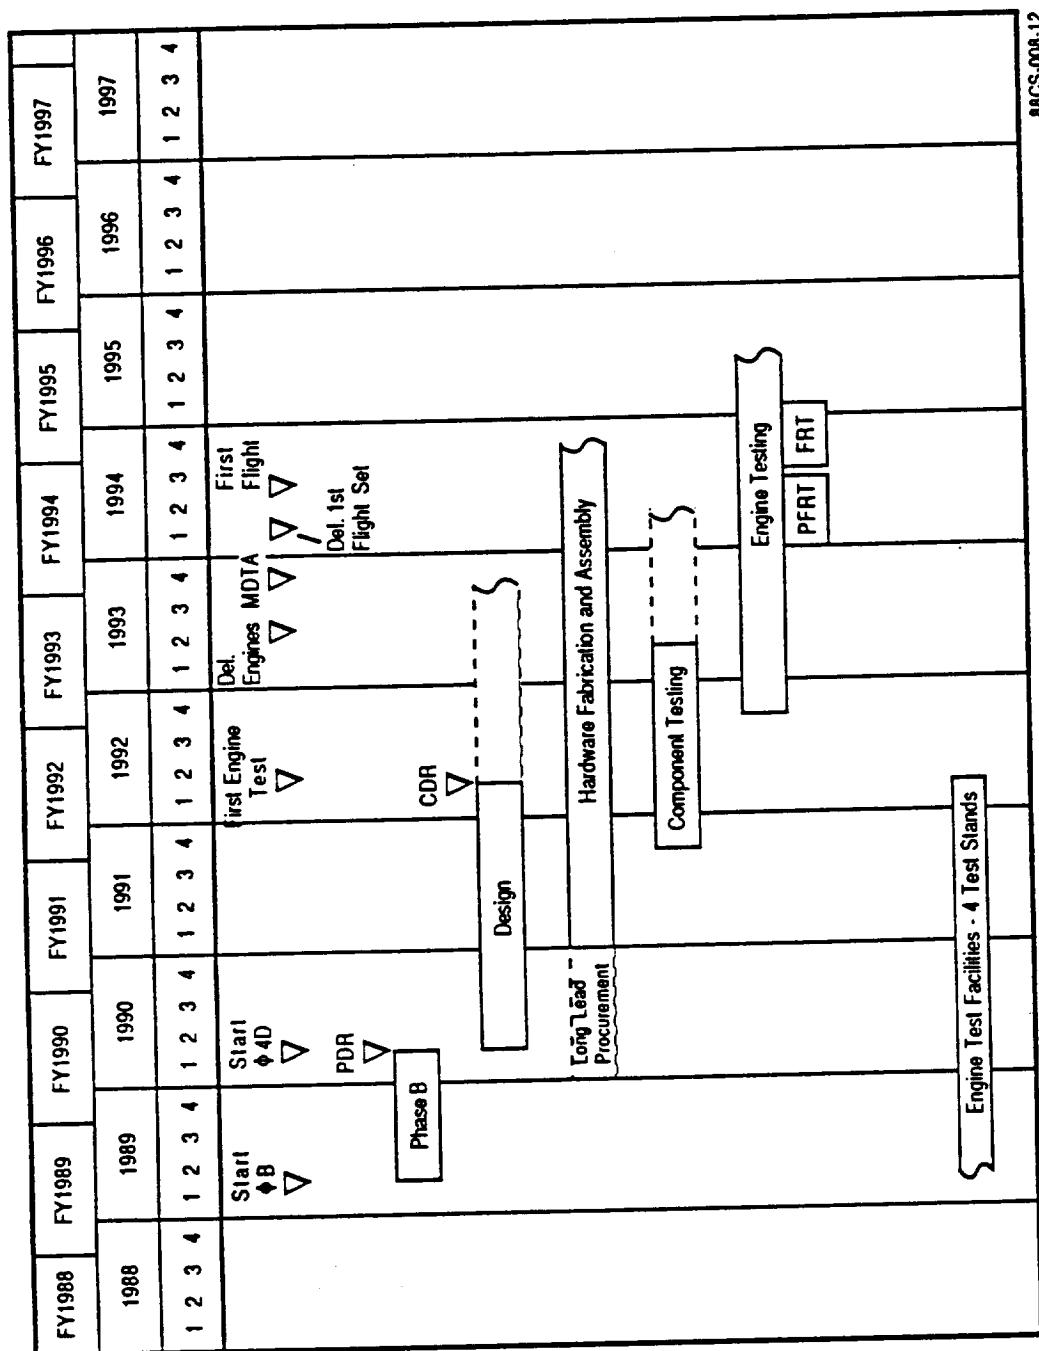 FY1988 FY1989 FY1990 FY1991 FY1992 FY1993 FY1994 FY1995 FY1996 FY1997
1988 1989 1990 1991 1992 1993 1994 1995 1996 1997
1 2 3 4 1 2 3 4 1 2 3 4 1 2 3 4 1 2 3 4 1 2 3 4 1 2 3 4 1 2 3 4 1 2 3 4 1 2 3 4
Start
ϕB
Start
ϕ4D
First Engine
Test
Del.
Engines
MDTA
Del. 1st
Flight Set
First
Flight
PDR
Phase B
CDR
Design
Long Lead
Procurement
Hardware Fabrication and Assembly
Component Testing
Engine Testing
PFRT
FRT
Engine Test Facilities - 4 Test Stands